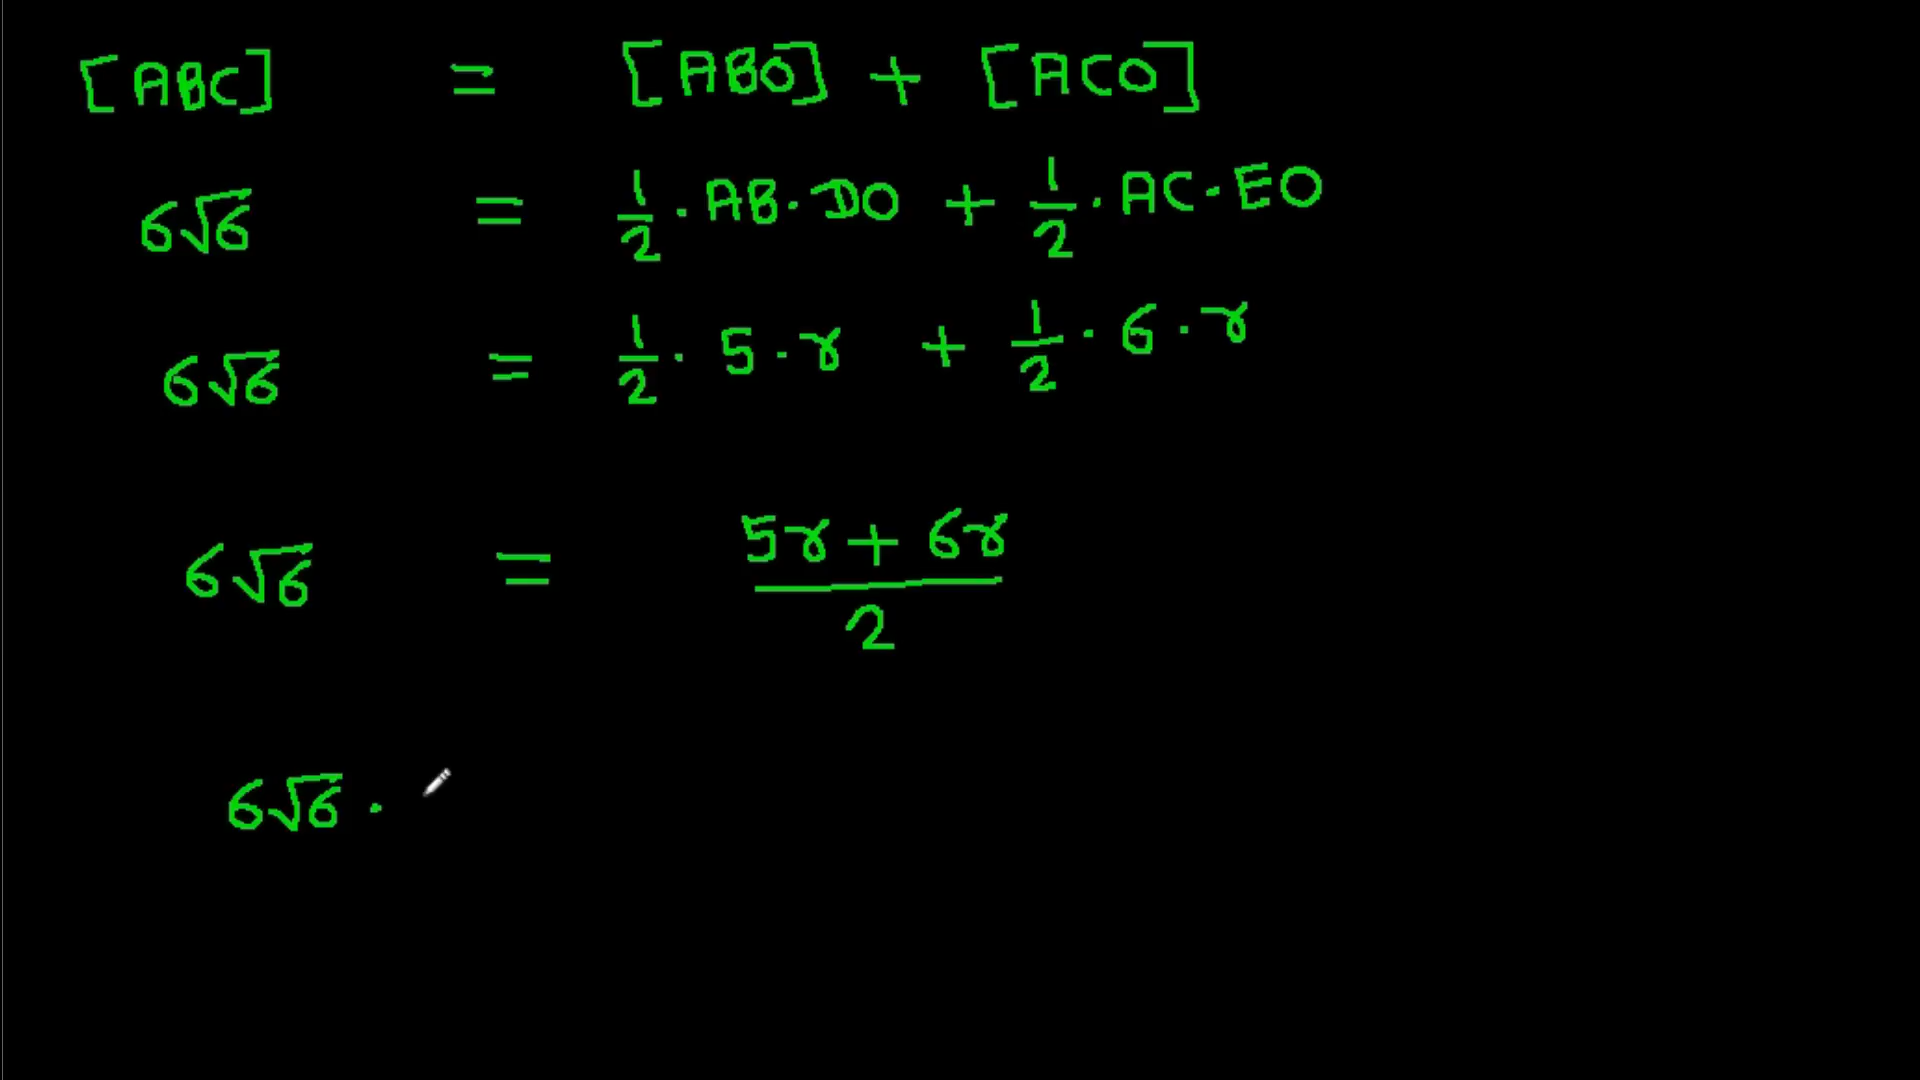 [ABC] = [ABO] + [ACO]
6√6 = 1/2 · AB · DO + 1/2 · AC · EO
6√6 = 1/2 · 5 · r + 1/2 · 6 · r
6√6 = (5r + 6r)/2
6√6 ·